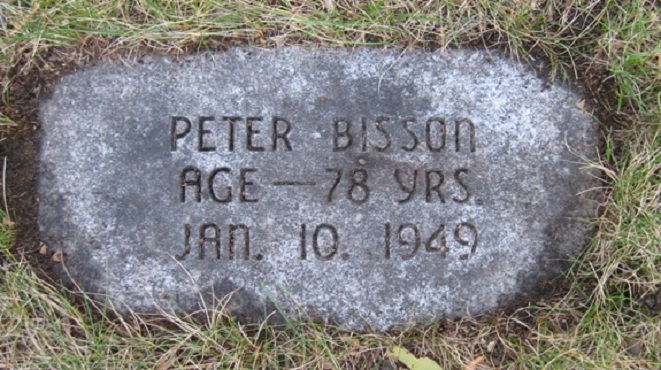 PETER BISSON
AGE — 78 YRS.
JAN. 10. 1949